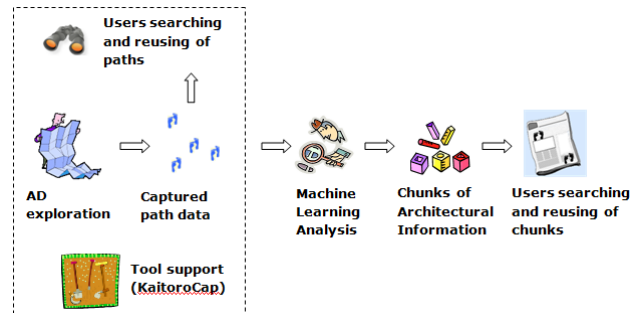 Users searching
and reusing of
paths
AD
exploration
Captured
path data
Machine
Learning
Analysis
Chunks of
Architectural
Information
Users searching
and reusing of
chunks
Tool support
(KaitoroCap)